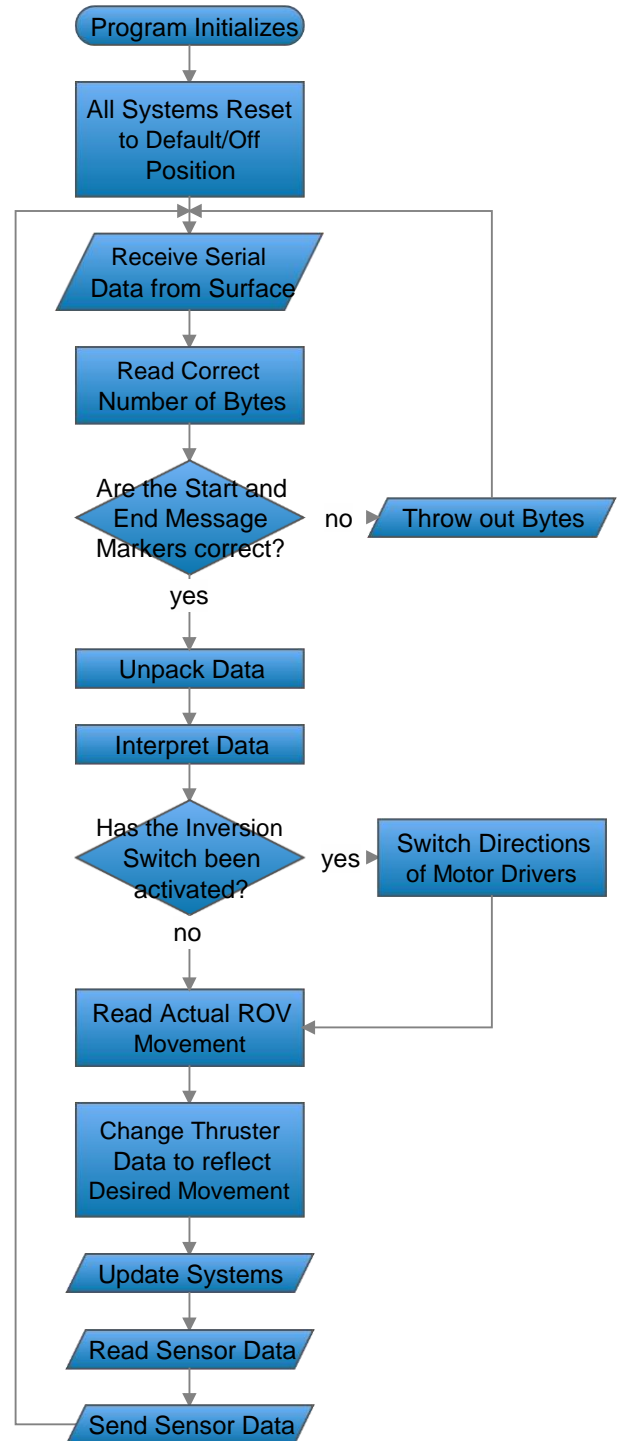 Program Initializes
All Systems Reset
to Default/Off
Position
Receive Serial
Data from Surface
Read Correct
Number of Bytes
Are the Start and
End Message
Markers correct?
no
Throw out Bytes
yes
Unpack Data
Interpret Data
Has the Inversion
Switch been
activated?
yes
Switch Directions
of Motor Drivers
no
Read Actual ROV
Movement
Change Thruster
Data to reflect
Desired Movement
Update Systems
Read Sensor Data
Send Sensor Data